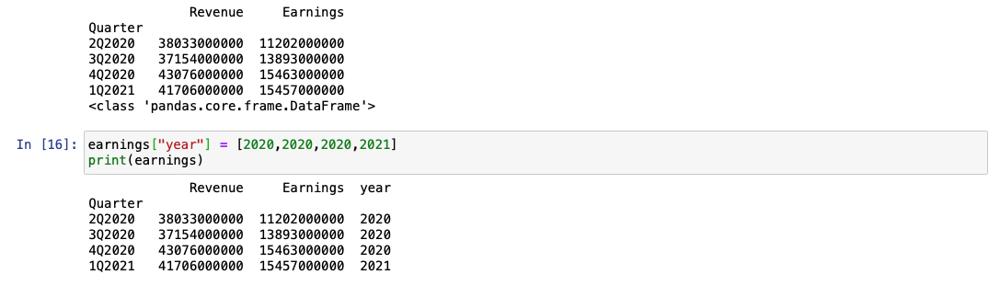 Revenue Earnings
Quarter
2Q2020 38033000000 11202000000
3Q2020 37154000000 13893000000
4Q2020 43076000000 15463000000
1Q2021 41706000000 15457000000
<class 'pandas.core.frame.DataFrame'>
In [16]: earnings["year"] = [2020,2020,2020,2021]
print(earnings)
Revenue Earnings year
Quarter
2Q2020 38033000000 11202000000 2020
3Q2020 37154000000 13893000000 2020
4Q2020 43076000000 15463000000 2020
1Q2021 41706000000 15457000000 2021